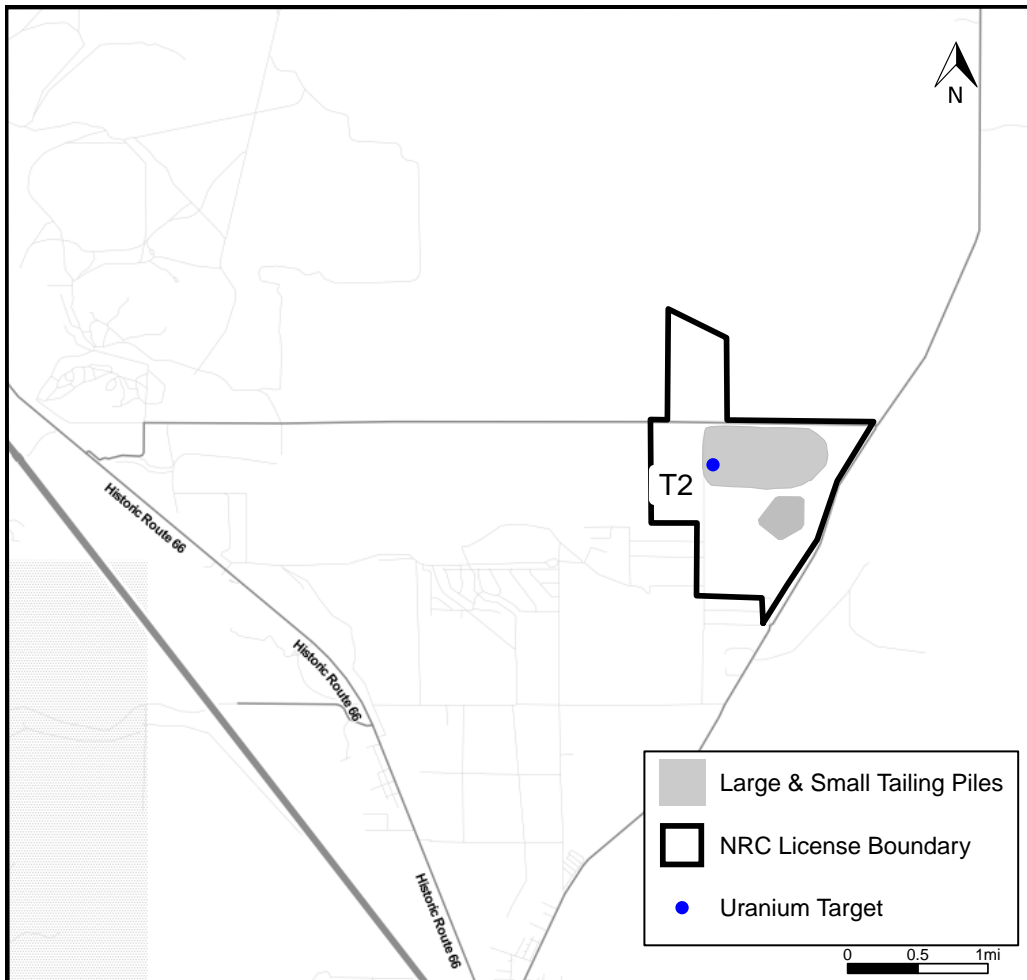 N
T2
Historic Route 66
Historic Route 66
Historic Route 66
Large & Small Tailing Piles
NRC License Boundary
Uranium Target
0 0.5 1mi